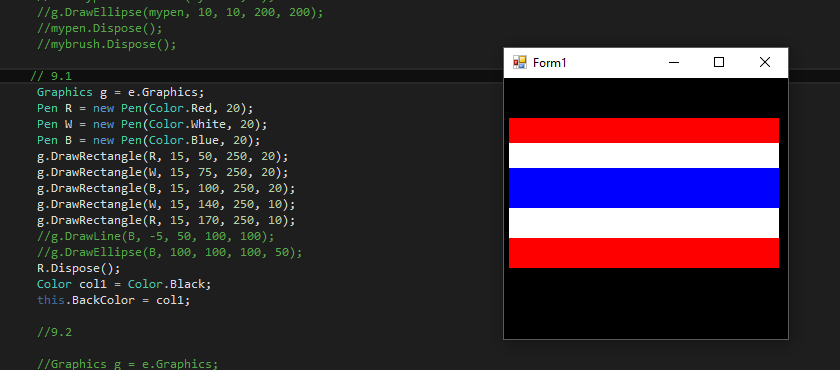 //g.DrawEllipse(mypen, 10, 10, 200, 200);
//mypen.Dispose();
//mybrush.Dispose();
// 9.1
Graphics g = e.Graphics;
Pen R = new Pen(Color.Red, 20);
Pen W = new Pen(Color.White, 20);
Pen B = new Pen(Color.Blue, 20);
g.DrawRectangle(R, 15, 50, 250, 20);
g.DrawRectangle(W, 15, 75, 250, 20);
g.DrawRectangle(B, 15, 100, 250, 20);
g.DrawRectangle(W, 15, 140, 250, 10);
g.DrawRectangle(R, 15, 170, 250, 10);
//g.DrawLine(B, -5, 50, 100, 100);
//g.DrawEllipse(B, 100, 100, 100, 50);
R.Dispose();
Color col1 = Color.Black;
this.BackColor = col1;
//9.2
//Graphics g = e.Graphics;
Form1